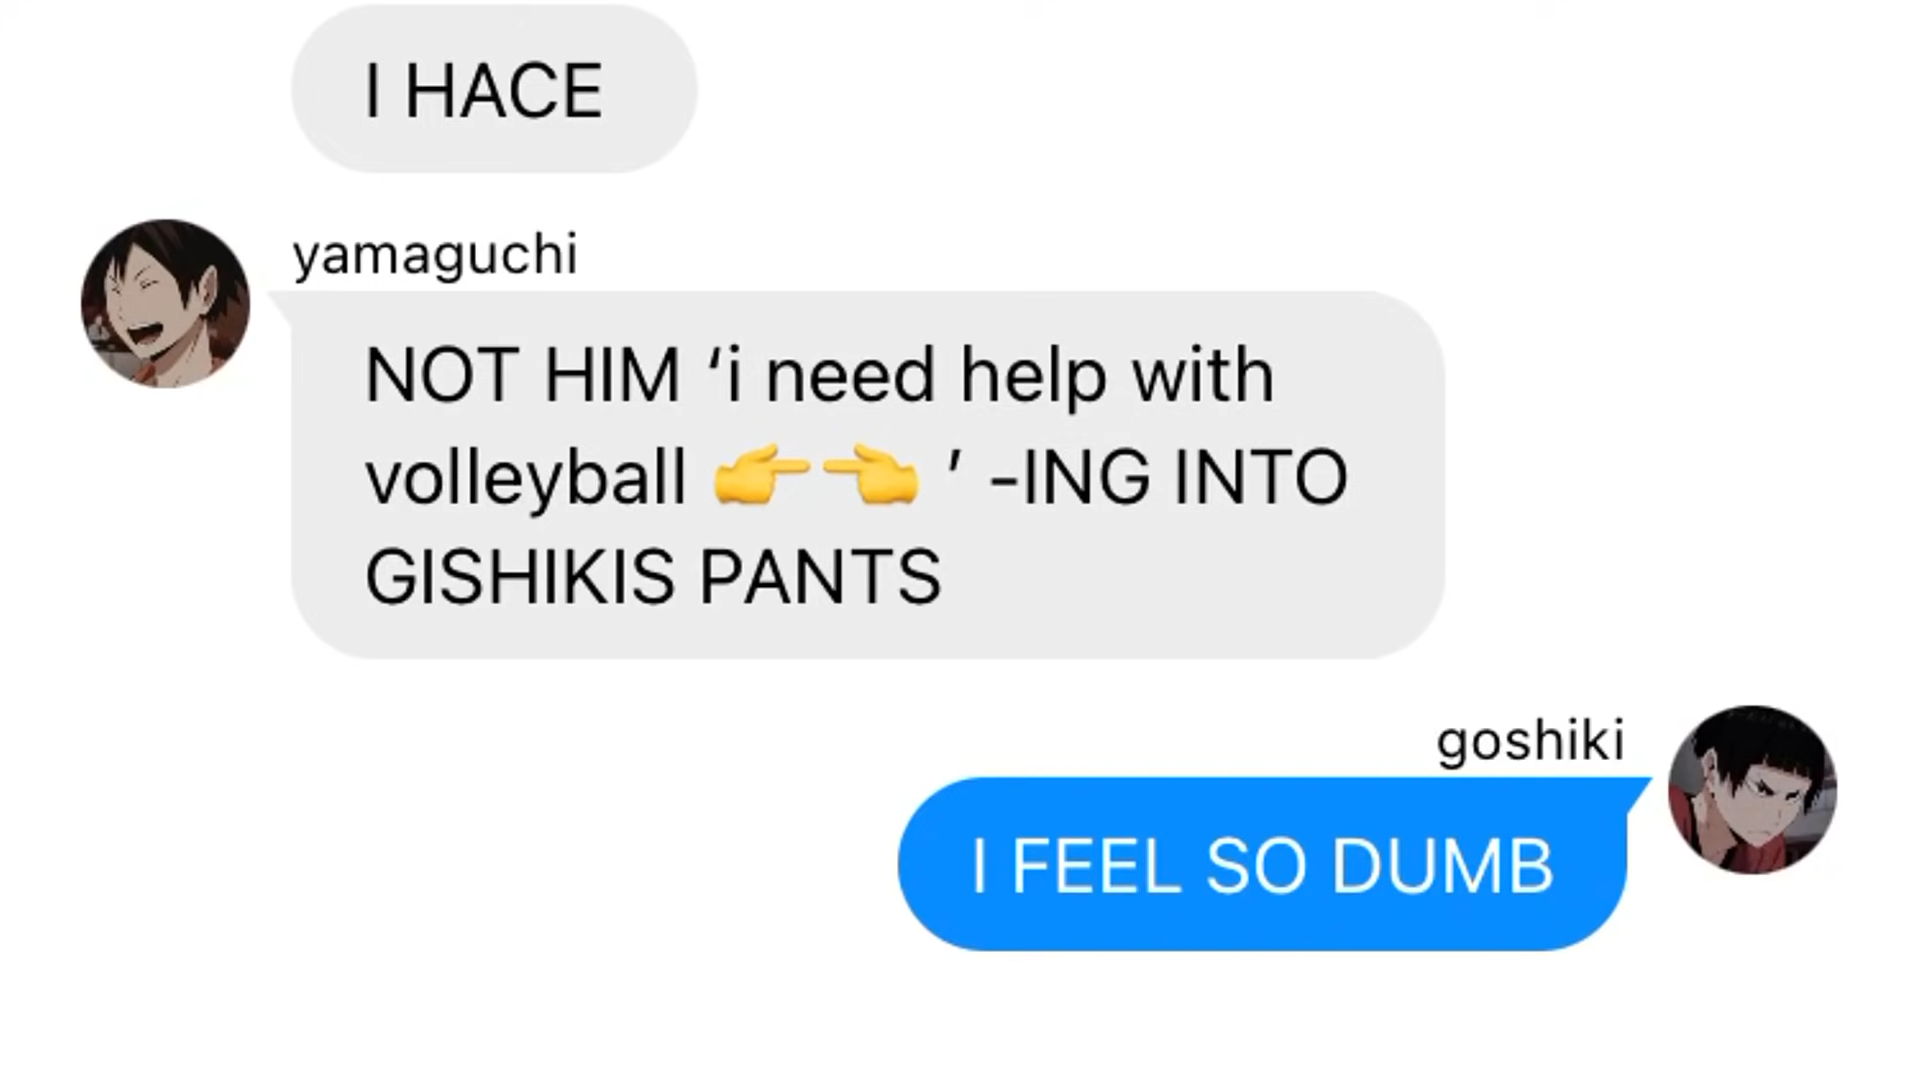 I HACE
yamaguchi
NOT HIM ‘i need help with
volleyball 👉👈 ’ -ING INTO
GISHIKIS PANTS
goshiki
I FEEL SO DUMB